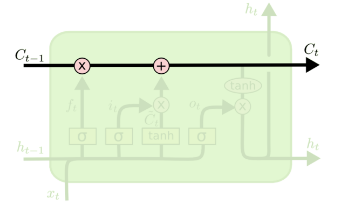 h_t
C_{t-1} × + C_t
tanh
f_t i_t × o_t ×
C̃_t
σ σ tanh σ
h_{t-1} h_t
x_t